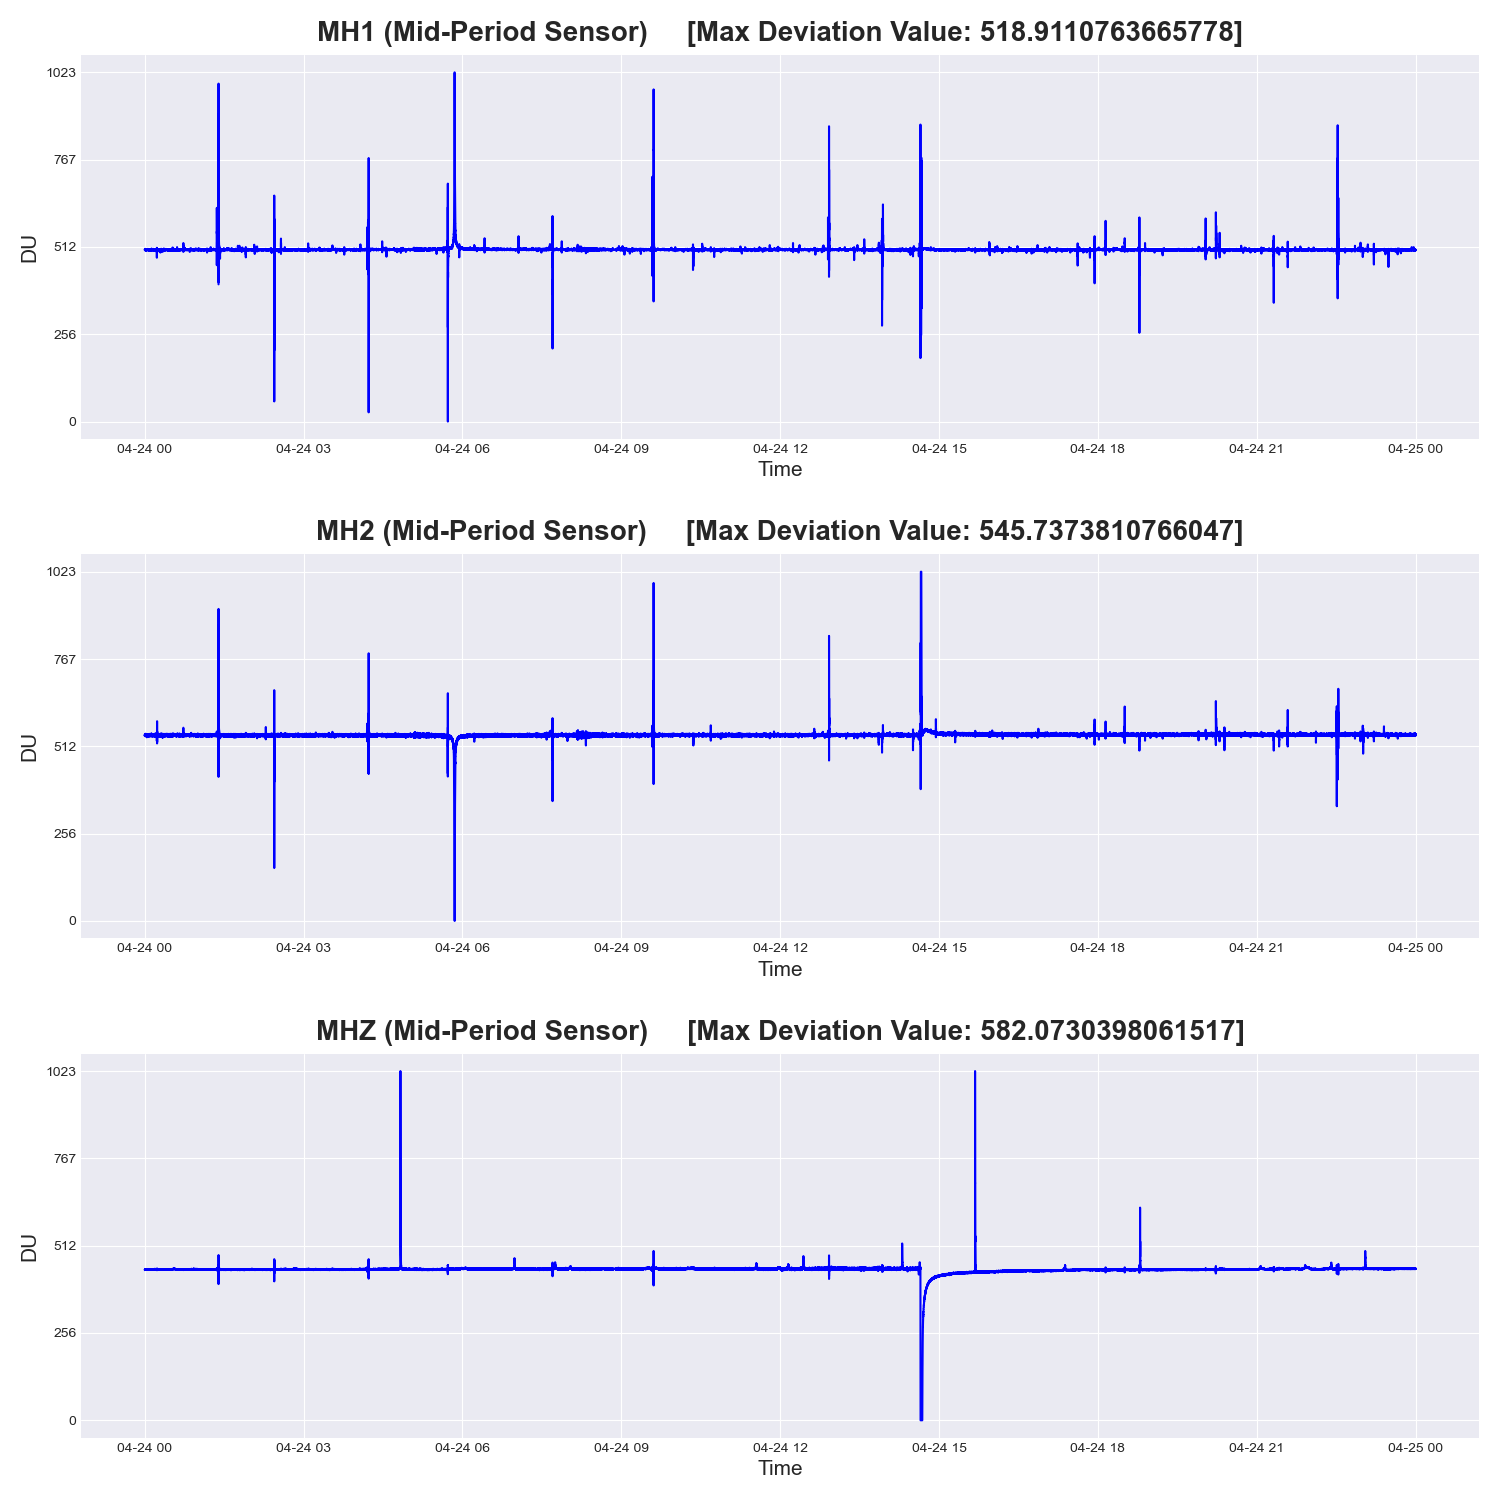 MH1 (Mid-Period Sensor) [Max Deviation Value: 518.9110763665778]
1023
767
512
256
0
DU
04-24 00 04-24 03 04-24 06 04-24 09 04-24 12 04-24 15 04-24 18 04-24 21 04-25 00
Time
MH2 (Mid-Period Sensor) [Max Deviation Value: 545.7373810766047]
1023
767
512
256
0
DU
04-24 00 04-24 03 04-24 06 04-24 09 04-24 12 04-24 15 04-24 18 04-24 21 04-25 00
Time
MHZ (Mid-Period Sensor) [Max Deviation Value: 582.0730398061517]
1023
767
512
256
0
DU
04-24 00 04-24 03 04-24 06 04-24 09 04-24 12 04-24 15 04-24 18 04-24 21 04-25 00
Time